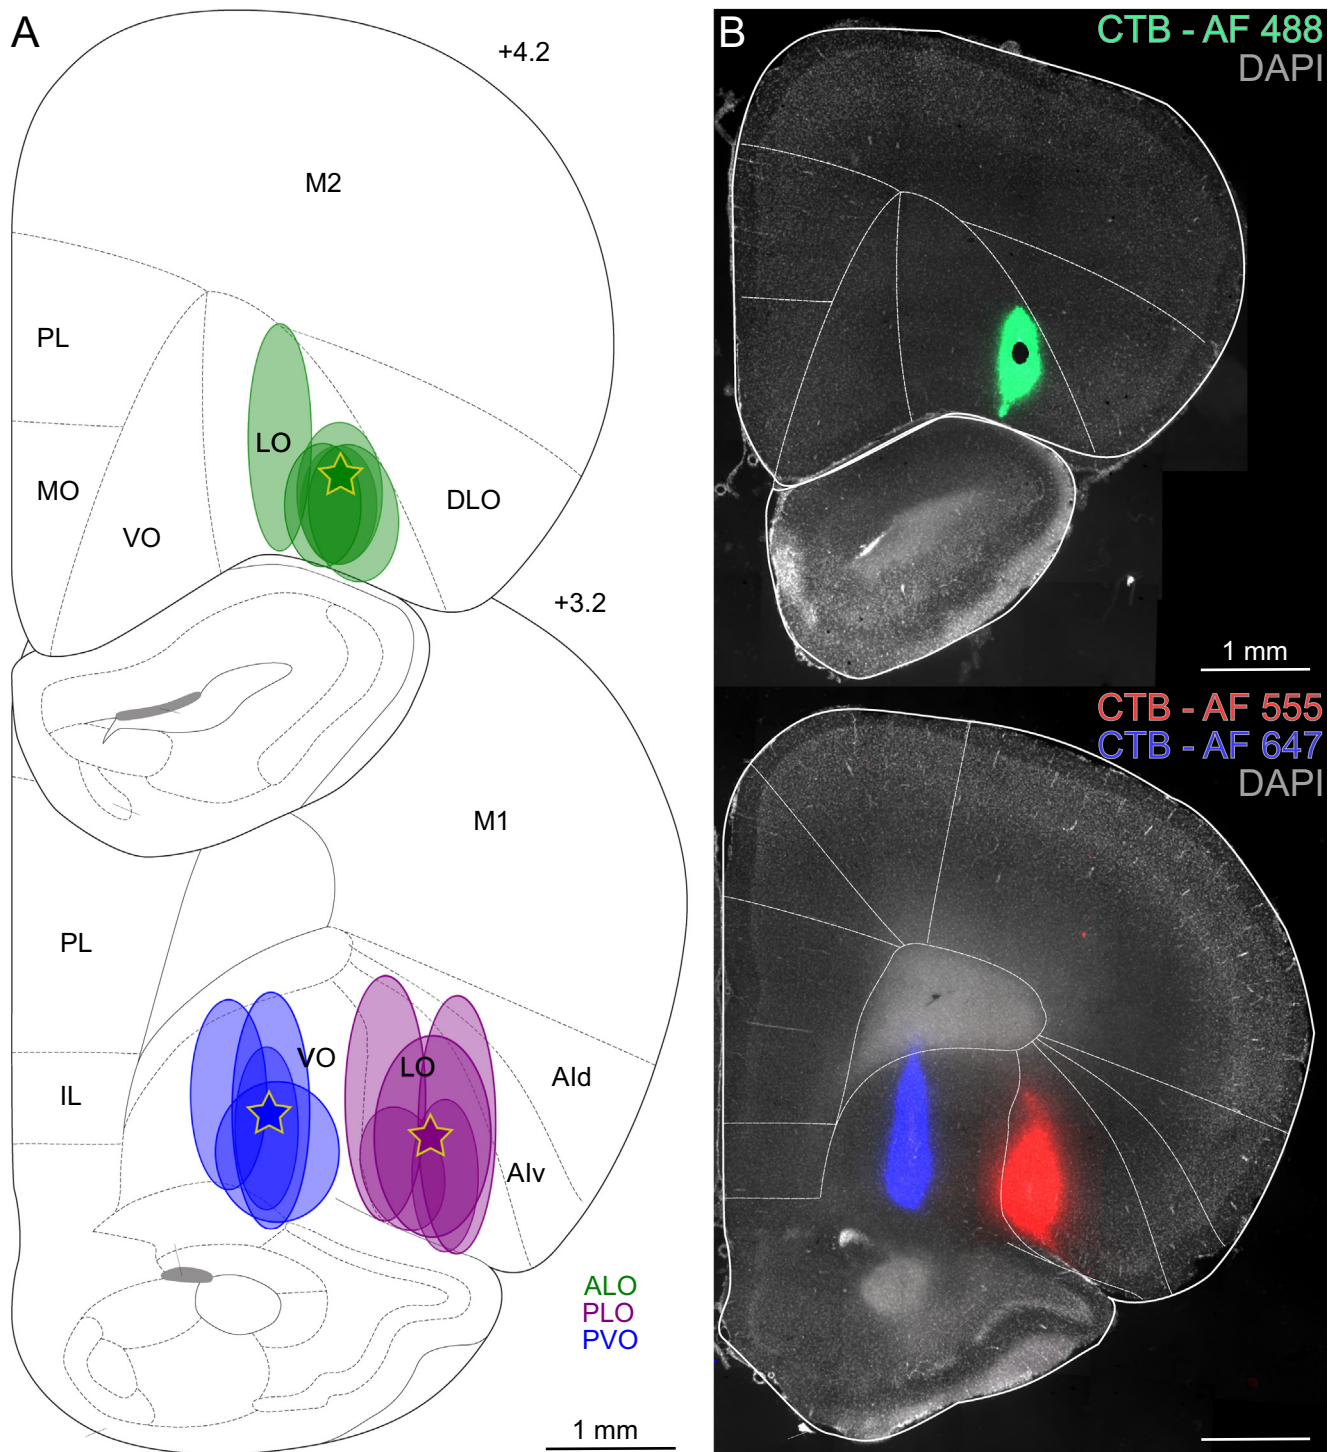 A
+4.2
M2
PL
LO
MO
DLO
VO
+3.2
M1
PL
VO
LO
AId
IL
AIv
ALO
PLO
PVO
1 mm
B
CTB - AF 488
DAPI
1 mm
CTB - AF 555
CTB - AF 647
DAPI